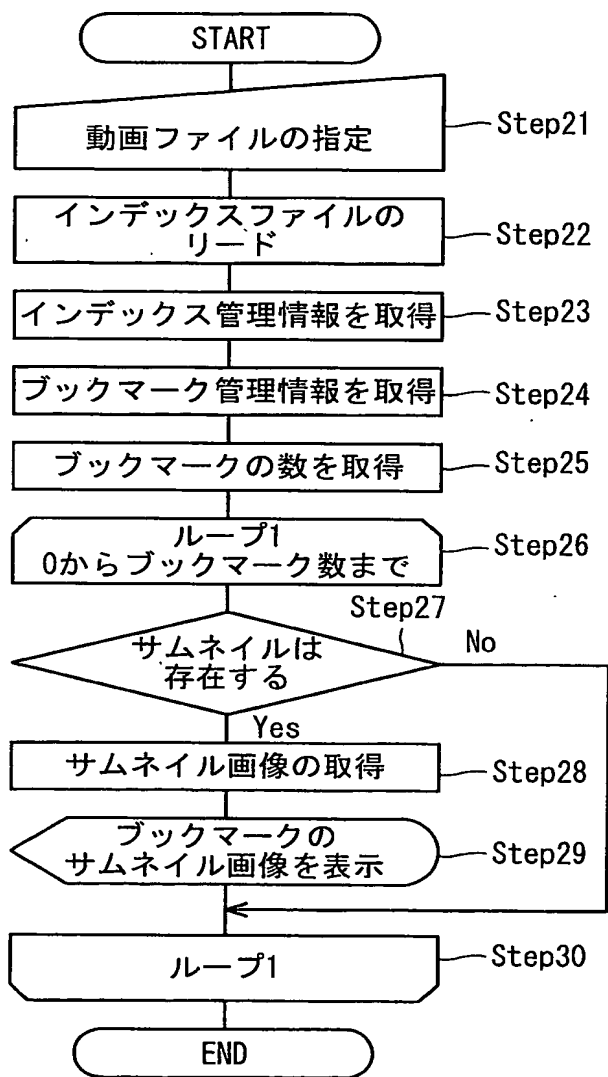 START
動画ファイルの指定
Step21
インデックスファイルの
リード
Step22
インデックス管理情報を取得
Step23
ブックマーク管理情報を取得
Step24
ブックマークの数を取得
Step25
ループ1
0からブックマーク数まで
Step26
Step27
サムネイルは
存在する
No
Yes
サムネイル画像の取得
Step28
ブックマークの
サムネイル画像を表示
Step29
ループ1
Step30
END